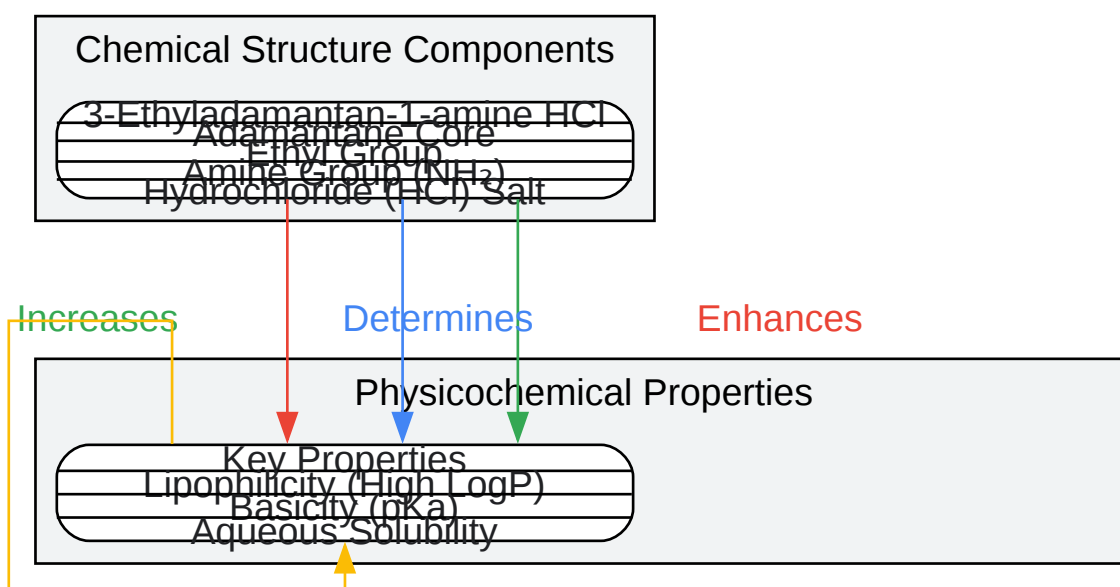 Chemical Structure Components
3-Ethyladamantan-1-amine HCl
Adamantane Core
Ethyl Group
Amine Group (NH₂)
Hydrochloride (HCl) Salt
Increases
Determines
Enhances
Physicochemical Properties
Key Properties
Lipophilicity (High LogP)
Basicity (pKa)
Aqueous Solubility